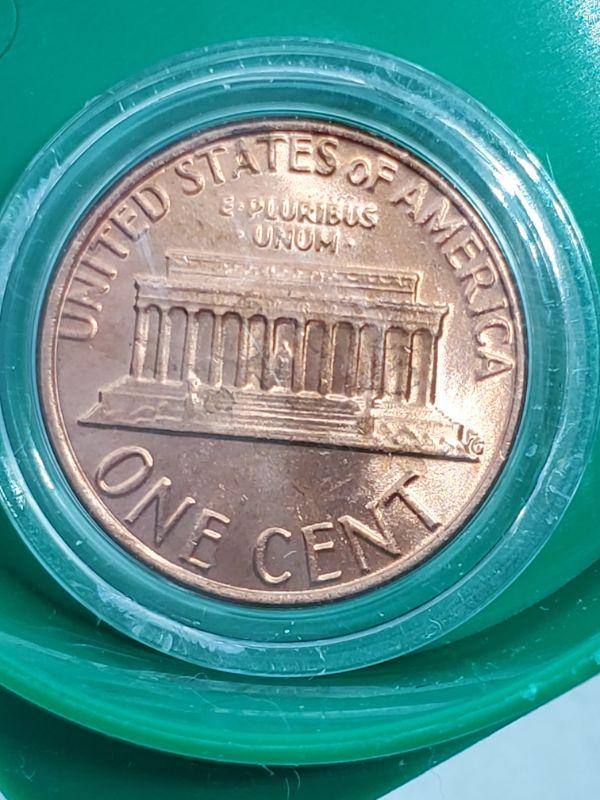 UNITED STATES OF AMERICA
E·PLURIBUS
·UNUM·
ONE CENT
FG